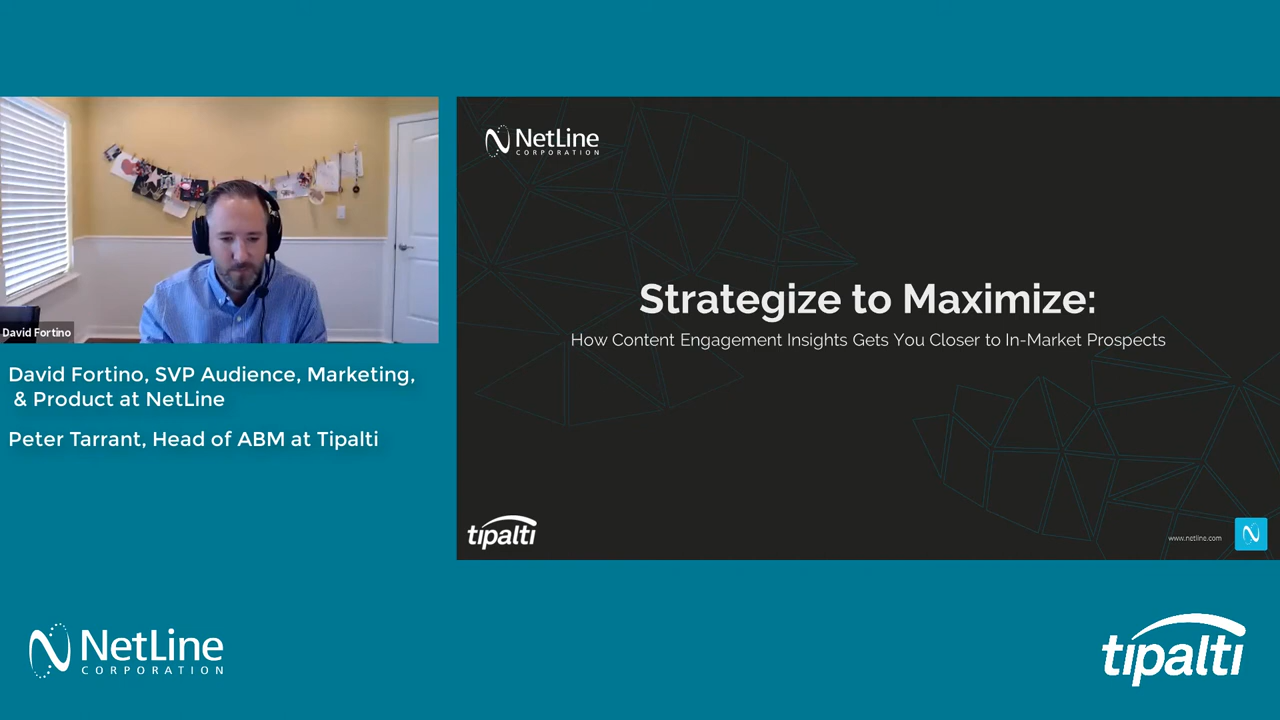 David Fortino
David Fortino, SVP Audience, Marketing,
& Product at NetLine
Peter Tarrant, Head of ABM at Tipalti
NetLine
CORPORATION
Strategize to Maximize:
How Content Engagement Insights Gets You Closer to In-Market Prospects
tipalti
www.netline.com
NetLine
CORPORATION
tipalti